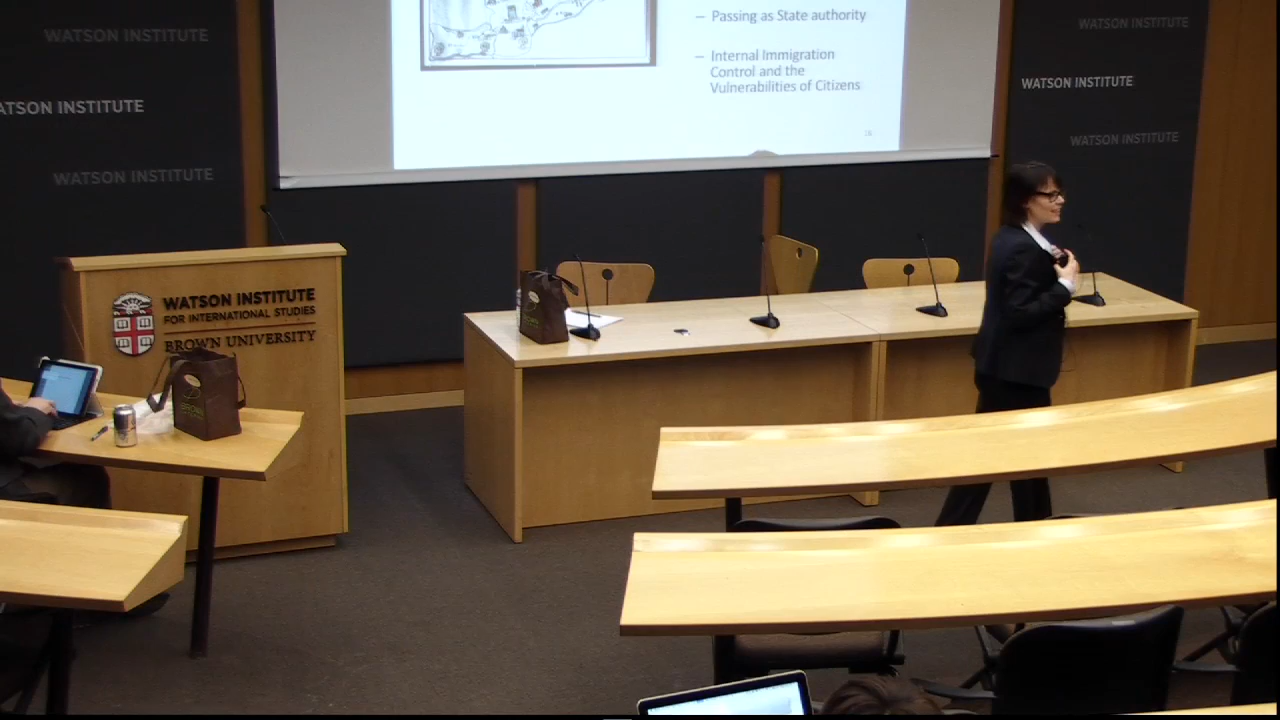 WATSON INSTITUTE
ATSON INSTITUTE
WATSON INSTITUTE
– Passing as State authority
– Internal Immigration
Control and the
Vulnerabilities of Citizens
WATSON INSTITUTE
WATSON INSTITUTE
WATSON INSTITUTE
WATSON INSTITUTE
FOR INTERNATIONAL STUDIES
BROWN UNIVERSITY